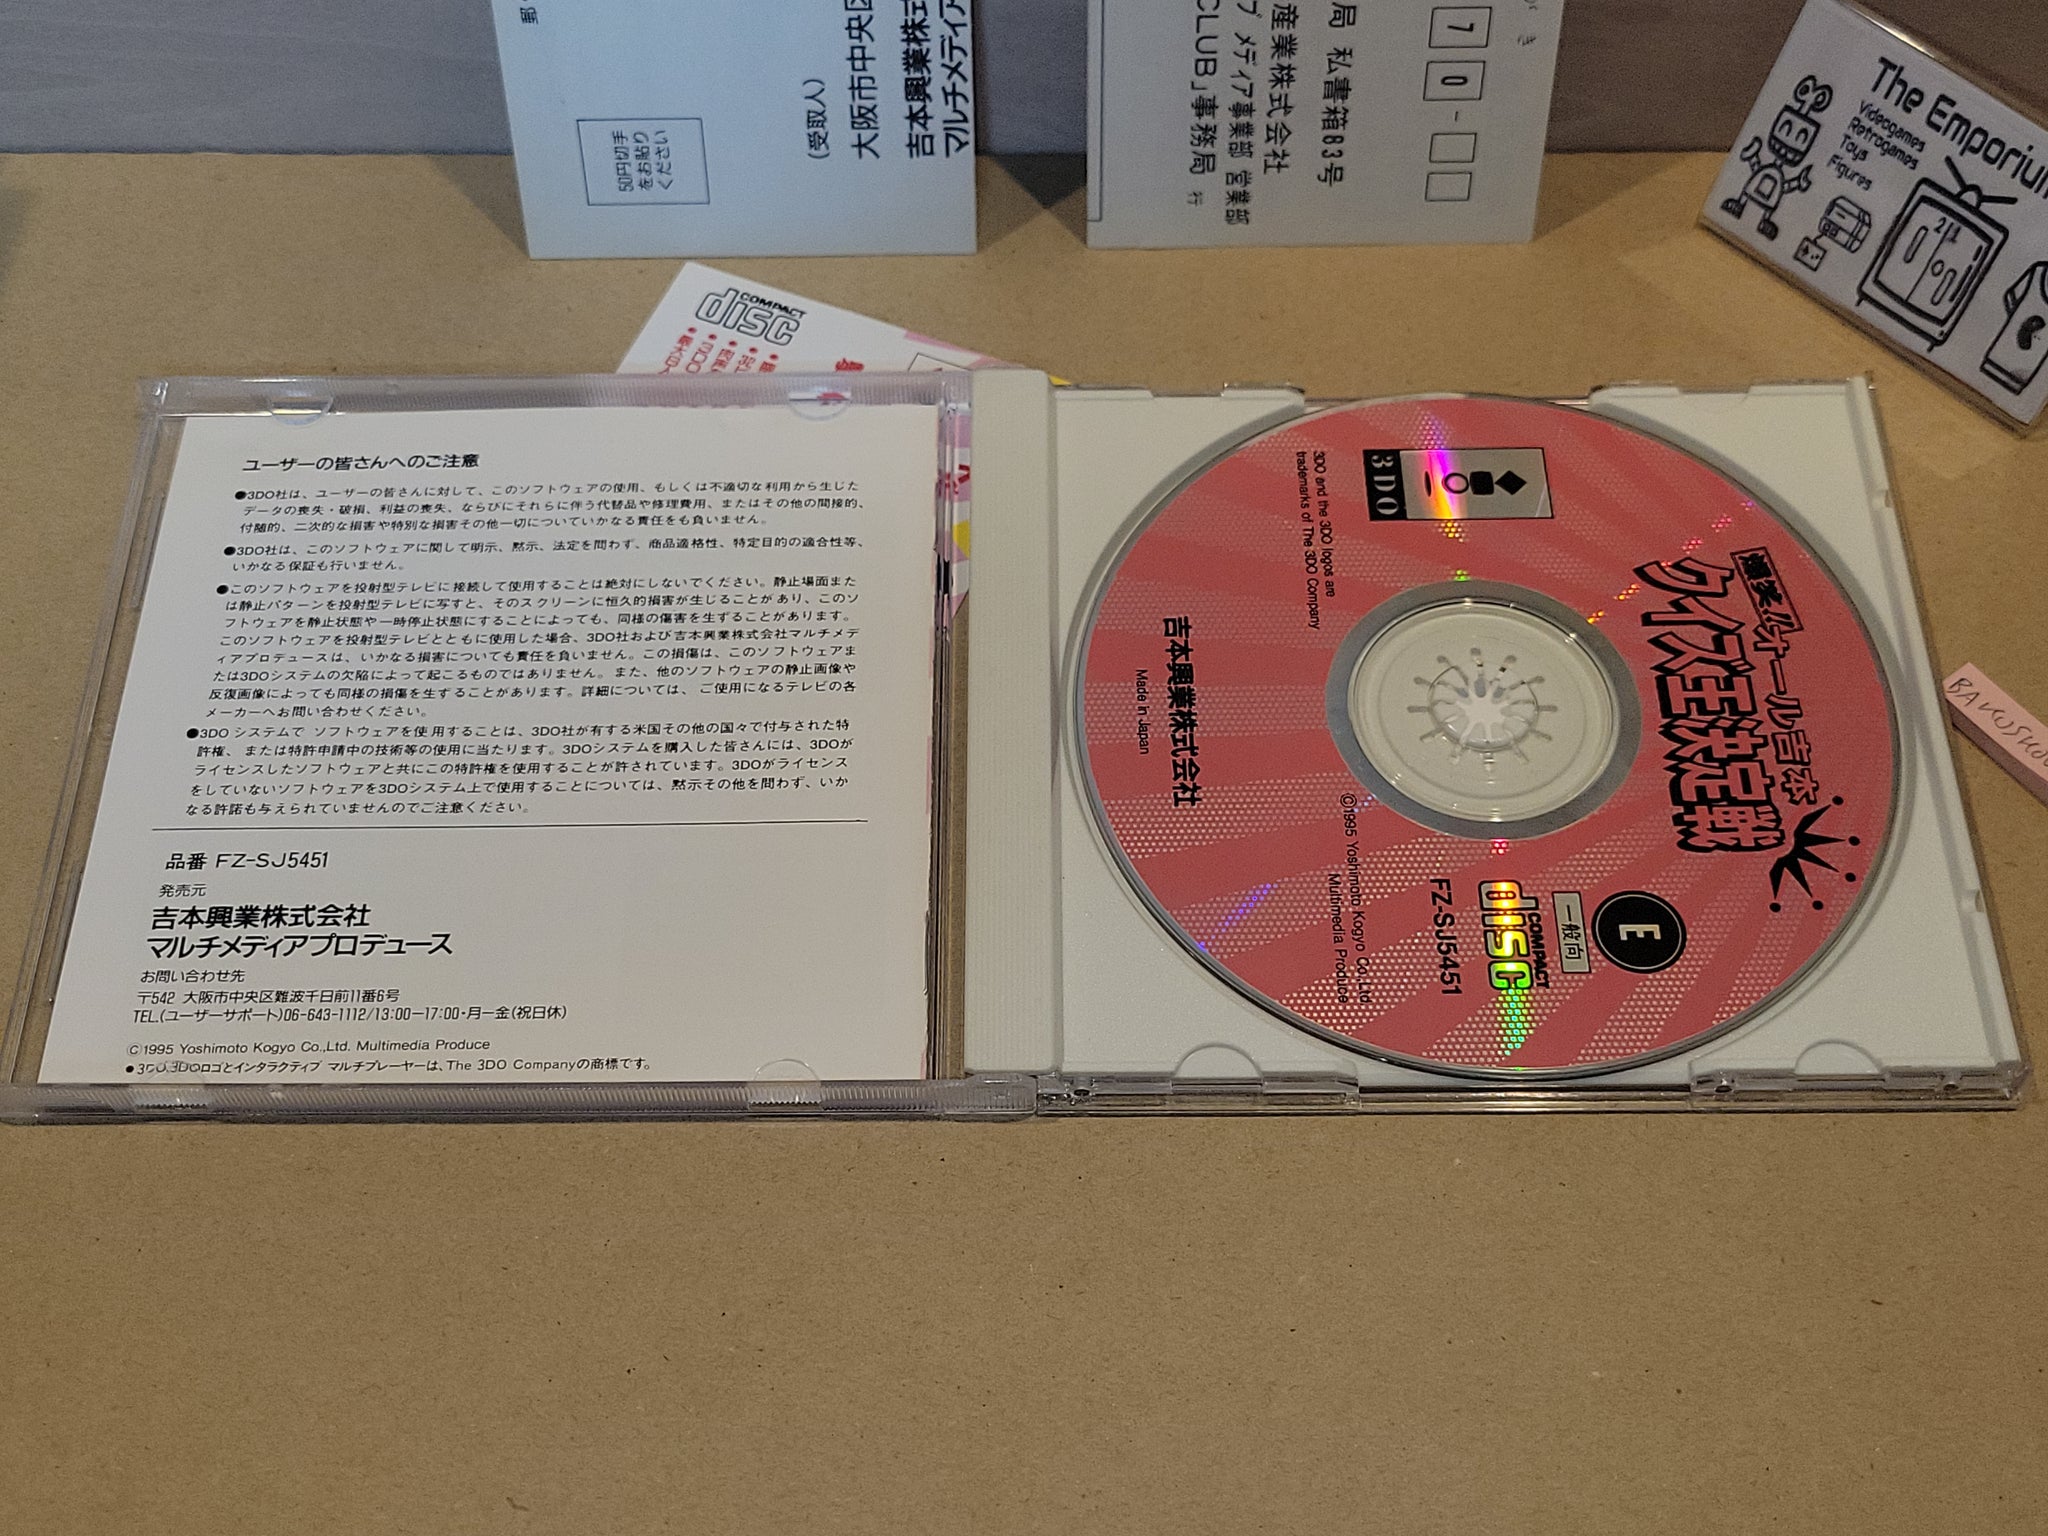 50円切手
をお貼り
ください
(受取人)
大阪市中央区
吉本興業株式
マルチメディア
CLUB」事務局 行
ブ メディア事業部 営業部
産業株式会社
局 私書箱83号
7 0 -
The Emporium
Videogames
Retrogames
Toys
Figures
COMPACT
disc
ユーザーの皆さんへのご注意
●3DO社は、ユーザーの皆さんに対して、このソフトウェアの使用、もしくは不適切な利用から生じた
データの喪失・破損、利益の喪失、ならびにそれらに伴う代替品や修理費用、またはその他の間接的、
付随的、二次的な損害や特別な損害その他一切についていかなる責任をも負いません。
●3DO社は、このソフトウェアに関して明示、黙示、法定を問わず、商品適格性、特定目的の適合性等、
いかなる保証も行いません。
●このソフトウェアを投射型テレビに接続して使用することは絶対にしないでください。静止場面また
は静止パターンを投射型テレビに写すと、そのスクリーンに恒久的損害が生じることがあり、このソ
フトウェアを静止状態や一時停止状態にすることによっても、同様の傷害を生ずることがあります。
このソフトウェアを投射型テレビとともに使用した場合、3DO社および吉本興業株式会社マルチメデ
ィアプロデュースは、いかなる損害についても責任を負いません。この損傷は、このソフトウェアま
たは3DOシステムの欠陥によって起こるものではありません。また、他のソフトウェアの静止画像や
反復画像によっても同様の損傷を生ずることがあります。詳細については、ご使用になるテレビの各
メーカーへお問い合わせください。
●3DO システムで ソフトウェアを使用することは、3DO社が有する米国その他の国々で付与された特
許権、または特許申請中の技術等の使用に当たります。3DOシステムを購入した皆さんには、3DOが
ライセンスしたソフトウェアと共にこの特許権を使用することが許されています。3DOがライセンス
をしていないソフトウェアを3DOシステム上で使用することについては、黙示その他を問わず、いか
なる許諾も与えられていませんのでご注意ください。
品番 FZ-SJ5451
発売元
吉本興業株式会社
マルチメディアプロデュース
お問い合わせ先
〒542 大阪市中央区難波千日前11番6号
TEL.(ユーザーサポート)06-643-1112/13:00―17:00・月―金(祝日休)
©1995 Yoshimoto Kogyo Co.,Ltd. Multimedia Produce
●3DO,3DOロゴとインタラクティブ マルチプレーヤーは、The 3DO Companyの商標です。
爆笑!!オール吉本
クイズ王決定戦
3DO
3DO and the 3DO logos are
trademarks of The 3DO Company
E
一般向
COMPACT
disc
FZ-SJ5451
©1995 Yoshimoto Kogyo Co.,Ltd
Multimedia Produce
吉本興業株式会社
Made in Japan